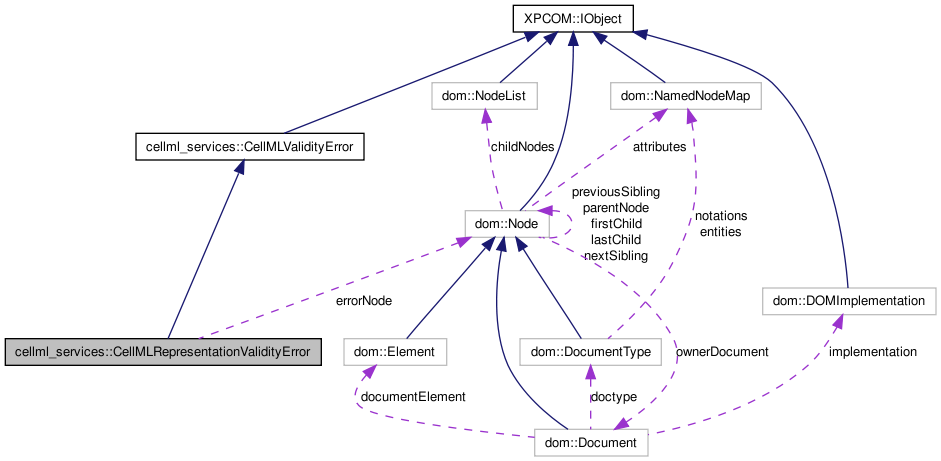 XPCOM::IObject
dom::NodeList
dom::NamedNodeMap
cellml_services::CellMLValidityError
childNodes
attributes
previousSibling
parentNode
firstChild
lastChild
nextSibling
dom::Node
notations
entities
errorNode
dom::DOMImplementation
cellml_services::CellMLRepresentationValidityError
dom::Element
dom::DocumentType
ownerDocument
implementation
documentElement
doctype
dom::Document